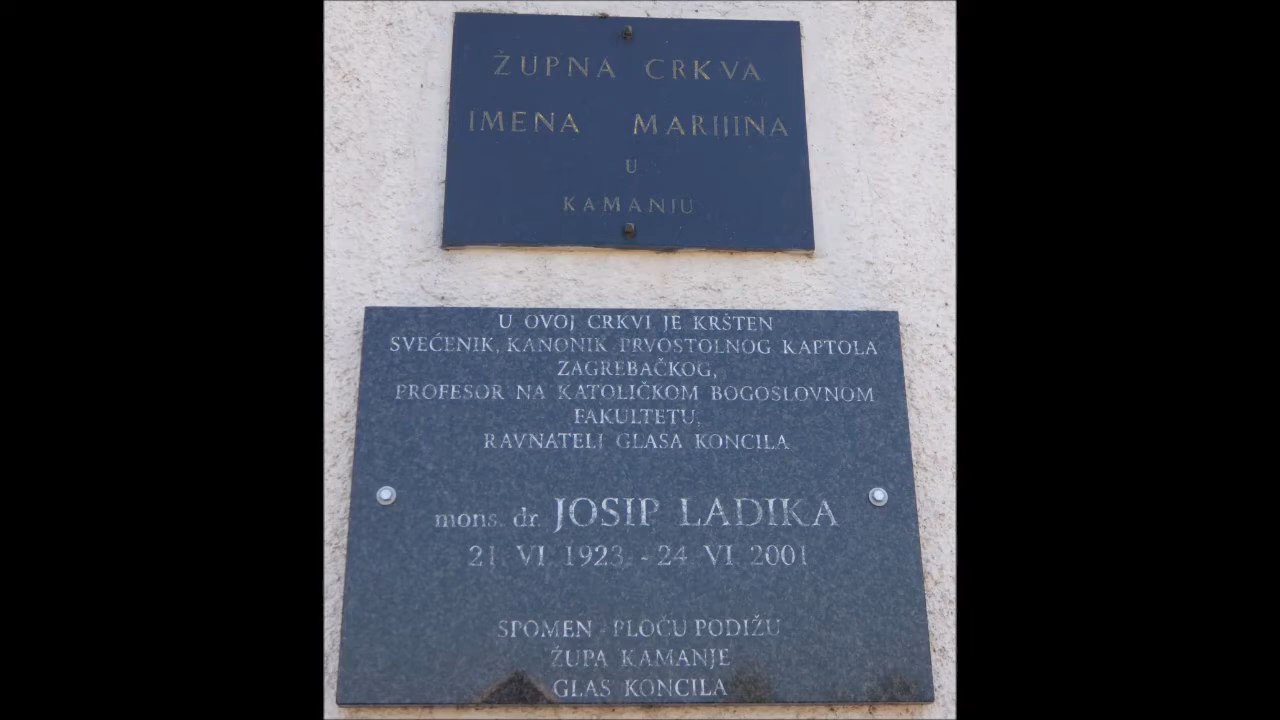 ŽUPNA CRKVA
IMENA MARIJINA
U
KAMANJU
U OVOJ CRKVI JE KRŠTEN
SVEĆENIK, KANONIK PRVOSTOLNOG KAPTOLA
ZAGREBAČKOG,
PROFESOR NA KATOLIČKOM BOGOSLOVNOM
FAKULTETU,
RAVNATELJ GLASA KONCILA
mons. dr. JOSIP LADIKA
21. VI. 1923. - 24. VI. 2001
SPOMEN - PLOČU PODIŽU
ŽUPA KAMANJE
GLAS KONCILA